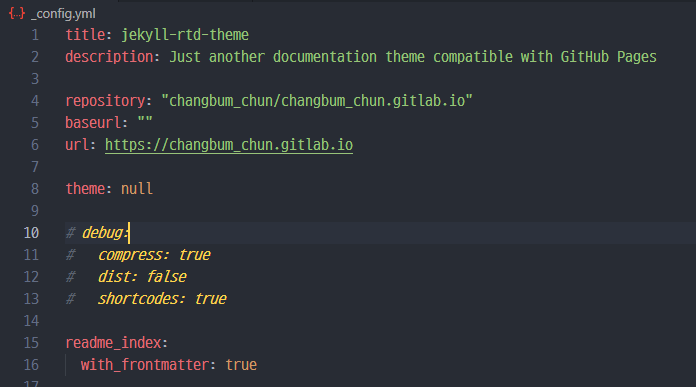 _config.yml
1 title: jekyll-rtd-theme
2 description: Just another documentation theme compatible with GitHub Pages
3
4 repository: "changbum_chun/changbum_chun.gitlab.io"
5 baseurl: ""
6 url: https://changbum_chun.gitlab.io
7
8 theme: null
9
10 # debug:
11 #   compress: true
12 #   dist: false
13 #   shortcodes: true
14
15 readme_index:
16   with_frontmatter: true
17